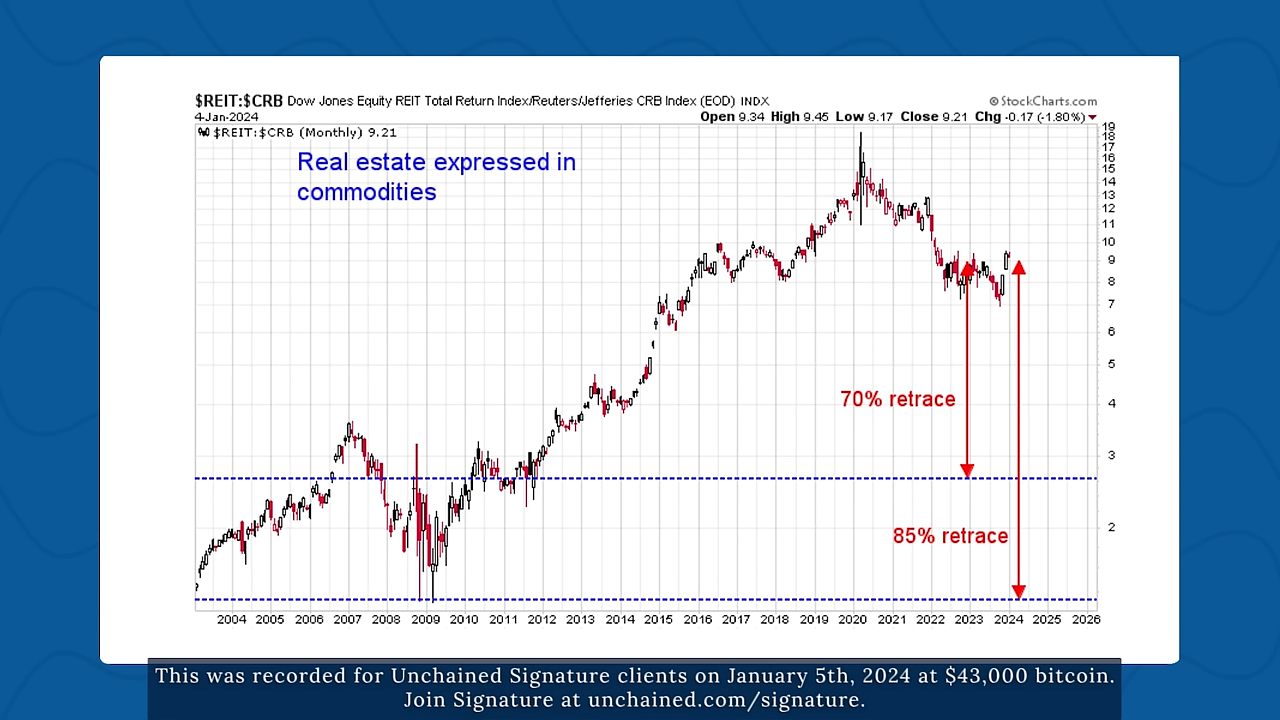 $REIT:$CRB Dow Jones Equity REIT Total Return Index/Reuters/Jefferies CRB Index (EOD) INDX
© StockCharts.com
4-Jan-2024
Open 9.34 High 9.45 Low 9.17 Close 9.21 Chg -0.17 (-1.80%)
$REIT:$CRB (Monthly) 9.21
Real estate expressed in
commodities
19
18
17
16
15
14
13
12
11
10
9
8
7
6
5
4
3
2
70% retrace
85% retrace
2004 2005 2006 2007 2008 2009 2010 2011 2012 2013 2014 2015 2016 2017 2018 2019 2020 2021 2022 2023 2024 2025 2026
This was recorded for Unchained Signature clients on January 5th, 2024 at $43,000 bitcoin.
Join Signature at unchained.com/signature.